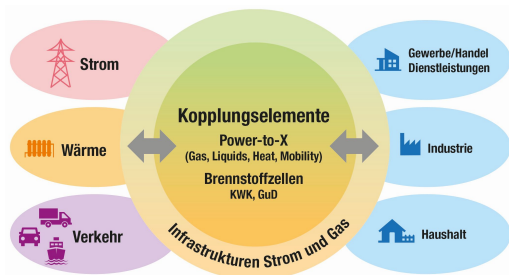 Strom
Wärme
Verkehr
Kopplungselemente
Power-to-X
(Gas, Liquids, Heat, Mobility)
Brennstoffzellen
KWK, GuD
Infrastrukturen Strom und Gas
Gewerbe/Handel
Dienstleistungen
Industrie
Haushalt